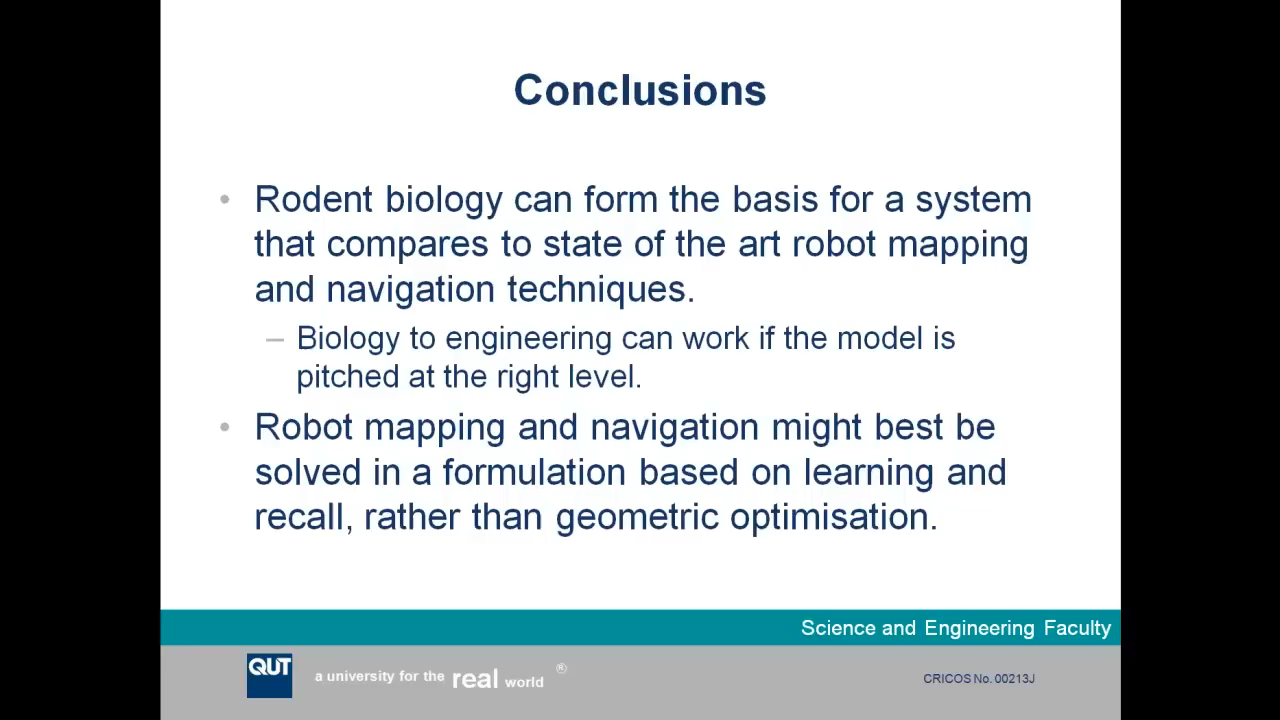 Conclusions
• Rodent biology can form the basis for a system
that compares to state of the art robot mapping
and navigation techniques.
– Biology to engineering can work if the model is
pitched at the right level.
• Robot mapping and navigation might best be
solved in a formulation based on learning and
recall, rather than geometric optimisation.
Science and Engineering Faculty
QUT a university for the real world ®
CRICOS No. 00213J